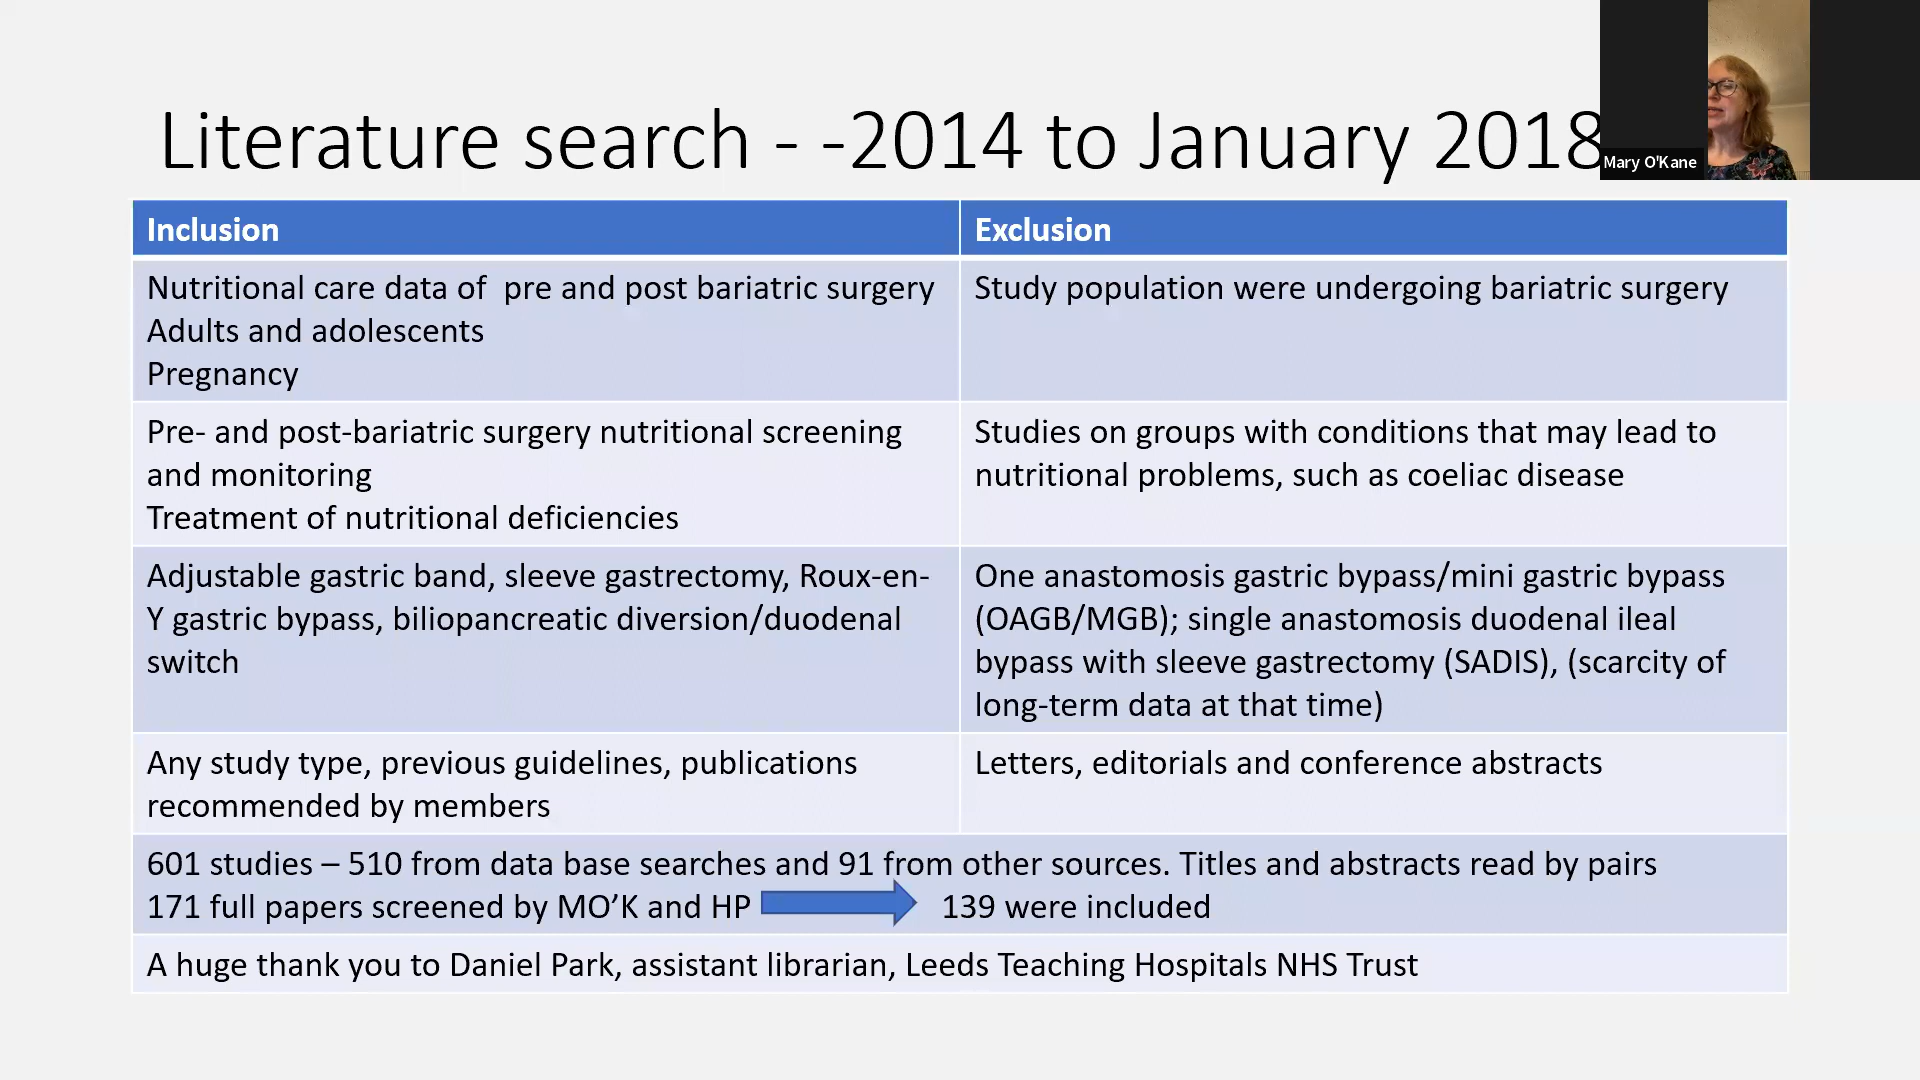 Literature search - -2014 to January 2018
Mary O'Kane
Inclusion
Exclusion
Nutritional care data of  pre and post bariatric surgery
Adults and adolescents
Pregnancy
Study population were undergoing bariatric surgery
Pre- and post-bariatric surgery nutritional screening
and monitoring
Treatment of nutritional deficiencies
Studies on groups with conditions that may lead to
nutritional problems, such as coeliac disease
Adjustable gastric band, sleeve gastrectomy, Roux-en-
Y gastric bypass, biliopancreatic diversion/duodenal
switch
One anastomosis gastric bypass/mini gastric bypass
(OAGB/MGB); single anastomosis duodenal ileal
bypass with sleeve gastrectomy (SADIS), (scarcity of
long-term data at that time)
Any study type, previous guidelines, publications
recommended by members
Letters, editorials and conference abstracts
601 studies – 510 from data base searches and 91 from other sources. Titles and abstracts read by pairs
171 full papers screened by MO’K and HP 139 were included
A huge thank you to Daniel Park, assistant librarian, Leeds Teaching Hospitals NHS Trust